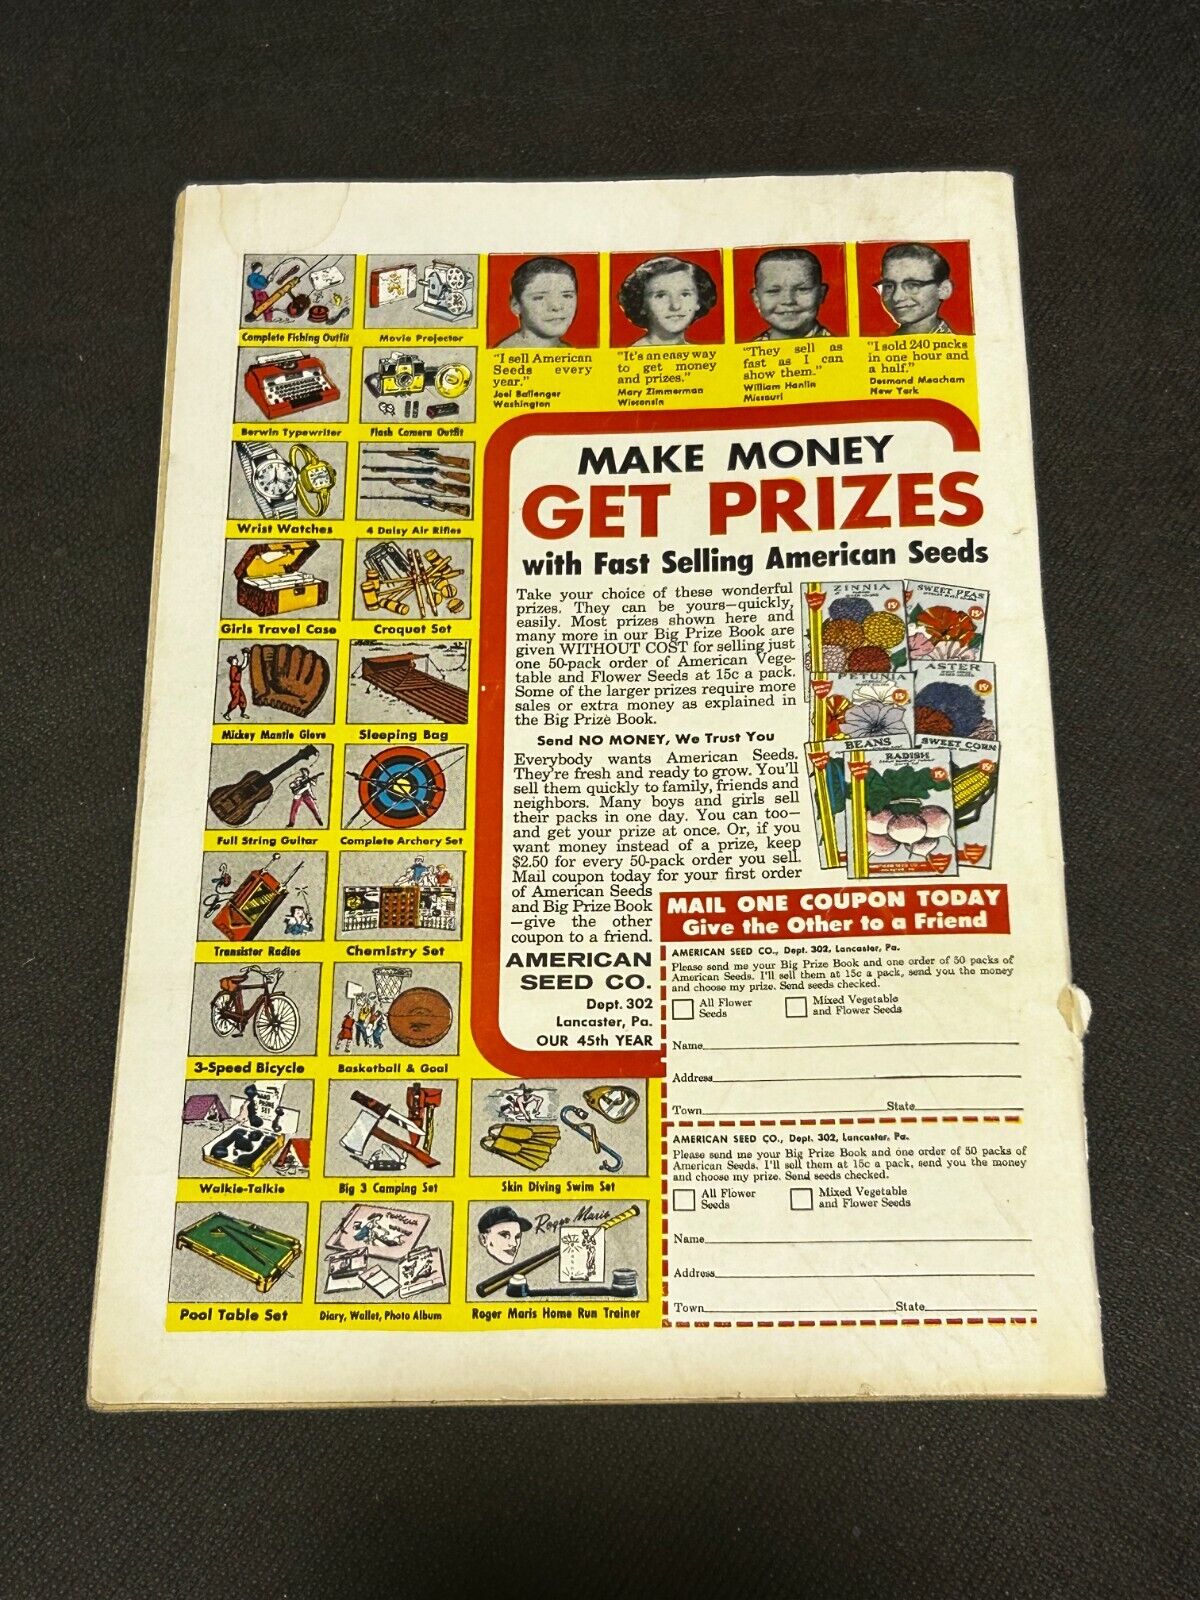 Complete Fishing Outfit
Movie Projector
Berwin Typewriter
Flash Camera Outfit
Wrist Watches
4 Daisy Air Rifles
Girls Travel Case
Croquet Set
Mickey Mantle Glove
Sleeping Bag
Full String Guitar
Complete Archery Set
Transistor Radios
Chemistry Set
3-Speed Bicycle
Basketball & Goal
Walkie-Talkie
Big 3 Camping Set
Skin Diving Swim Set
Pool Table Set
Diary, Wallet, Photo Album
Roger Maris
Roger Maris Home Run Trainer
"I sell American
Seeds every
year."
Joel Ballenger
Washington
"It's an easy way
to get money
and prizes."
Mary Zimmerman
Wisconsin
"They sell as
fast as I can
show them."
William Hanlin
Missouri
"I sold 240 packs
in one hour and
a half."
Desmond Meacham
New York
MAKE MONEY
GET PRIZES
with Fast Selling American Seeds
Take your choice of these wonderful
prizes. They can be yours—quickly,
easily. Most prizes shown here and
many more in our Big Prize Book are
given WITHOUT COST for selling just
one 50-pack order of American Vege-
table and Flower Seeds at 15c a pack.
Some of the larger prizes require more
sales or extra money as explained in
the Big Prize Book.
Send NO MONEY, We Trust You
Everybody wants American Seeds.
They're fresh and ready to grow. You'll
sell them quickly to family, friends and
neighbors. Many boys and girls sell
their packs in one day. You can too—
and get your prize at once. Or, if you
want money instead of a prize, keep
$2.50 for every 50-pack order you sell.
Mail coupon today for your first order
of American Seeds
and Big Prize Book
—give the other
coupon to a friend.
AMERICAN
SEED CO.
Dept. 302
Lancaster, Pa.
OUR 45th YEAR
ZINNIA
15¢
SWEET PEAS
15¢
PETUNIA
15¢
ASTER
15¢
BEANS
SWEET CORN
15¢
RADISH
15¢
MAIL ONE COUPON TODAY
Give the Other to a Friend
AMERICAN SEED CO., Dept. 302, Lancaster, Pa.
Please send me your Big Prize Book and one order of 50 packs of
American Seeds. I'll sell them at 15c a pack, send you the money
and choose my prize. Send seeds checked.
All Flower
Seeds
Mixed Vegetable
and Flower Seeds
Name
Address
Town State
AMERICAN SEED CO., Dept. 302, Lancaster, Pa.
Please send me your Big Prize Book and one order of 50 packs of
American Seeds. I'll sell them at 15c a pack, send you the money
and choose my prize. Send seeds checked.
All Flower
Seeds
Mixed Vegetable
and Flower Seeds
Name
Address
Town State